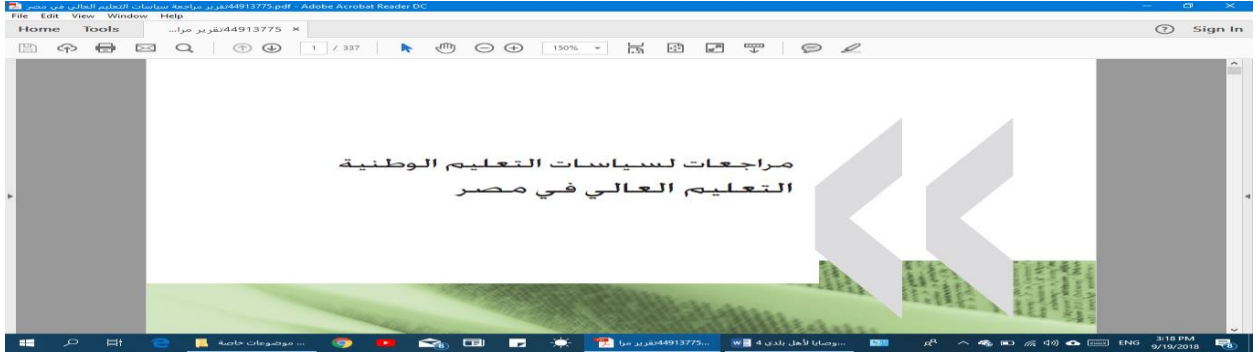 44913775تقرير مراجعة سياسات التعليم العالي في مصر.pdf - Adobe Acrobat Reader DC
File Edit View Window Help
Home Tools
44913775تقرير مرا... ×
Sign In
1 / 337
150%
مراجعات لسياسات التعليم الوطنية
التعليم العالي في مصر
موضوعات خاصة ...
44913775تقرير مرا...
وصايا لأهل بلدي 4...
ENG
3:18 PM
9/19/2018